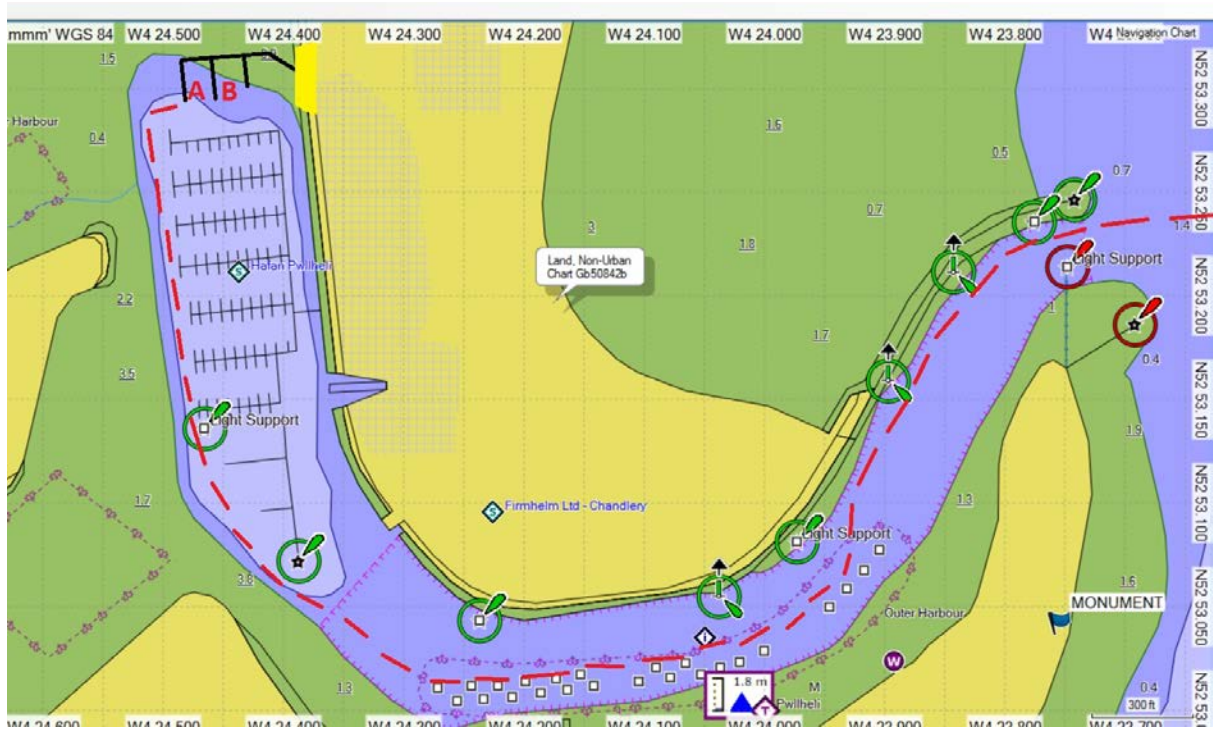 mmm' WGS 84 W4 24.500 W4 24.400 W4 24.300 W4 24.200 W4 24.100 W4 24.000 W4 23.900 W4 23.800 W4 Navigation Chart
1.5
A B
N52 53.300
Harbour
0.4
1.6
0.5
0.7
N52 53.250
0.7
3
1.8
1.4
Land, Non-Urban
Chart Gb50842b
S Hafan Pwllheli
Light Support
2.2
1
N52 53.200
1.7
0.4
3.5
N52 53.150
Light Support
1.9
1.7
S Firmhelm Ltd - Chandlery
1.3
N52 53.100
Light Support
3.8
1.6
MONUMENT
Outer Harbour
N52 53.050
i
W
1.3
1.8 m
M
0.4
T Pwllheli
300 ft
N52 53.0
W4 24.600 W4 24.500 W4 24.400 W4 24.300 W4 24.200 W4 24.100 W4 24.000 W4 23.900 W4 23.800 W4 23.700